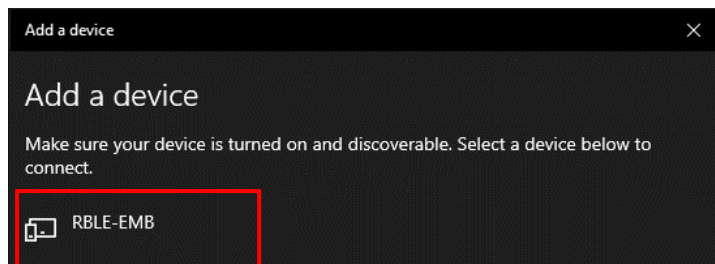 Add a device
Add a device
Make sure your device is turned on and discoverable. Select a device below to
connect.
RBLE-EMB